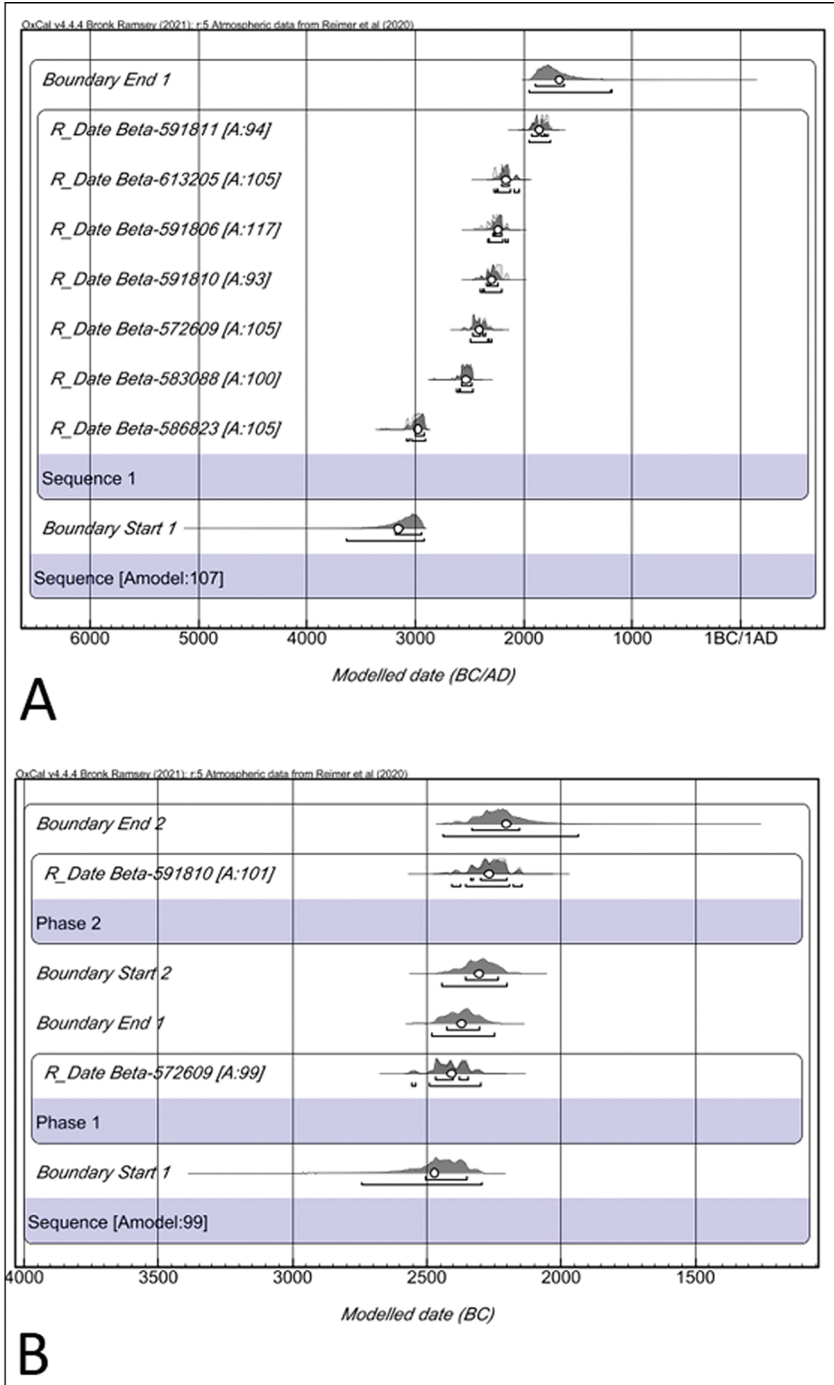 OxCal v4.4.4 Bronk Ramsey (2021); r:5 Atmospheric data from Reimer et al (2020)
Boundary End 1
R_Date Beta-591811 [A:94]
R_Date Beta-613205 [A:105]
R_Date Beta-591806 [A:117]
R_Date Beta-591810 [A:93]
R_Date Beta-572609 [A:105]
R_Date Beta-583088 [A:100]
R_Date Beta-586823 [A:105]
Sequence 1
Boundary Start 1
Sequence [Amodel:107]
6000 5000 4000 3000 2000 1000 1BC/1AD
Modelled date (BC/AD)
A
OxCal v4.4.4 Bronk Ramsey (2021); r:5 Atmospheric data from Reimer et al (2020)
Boundary End 2
R_Date Beta-591810 [A:101]
Phase 2
Boundary Start 2
Boundary End 1
R_Date Beta-572609 [A:99]
Phase 1
Boundary Start 1
Sequence [Amodel:99]
4000 3500 3000 2500 2000 1500
Modelled date (BC)
B